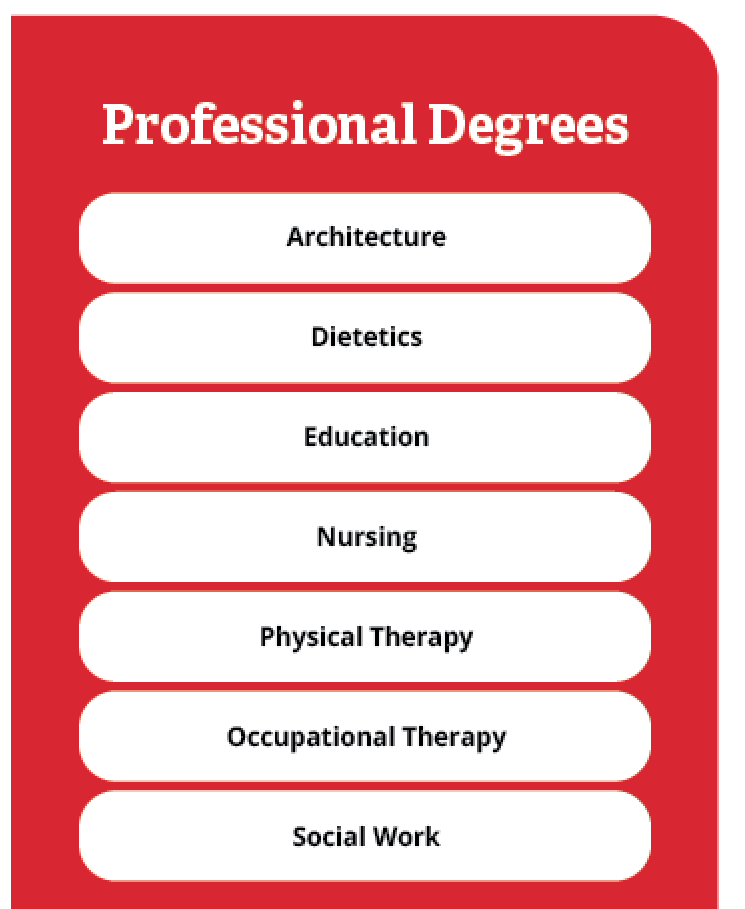 Professional Degrees
Architecture
Dietetics
Education
Nursing
Physical Therapy
Occupational Therapy
Social Work